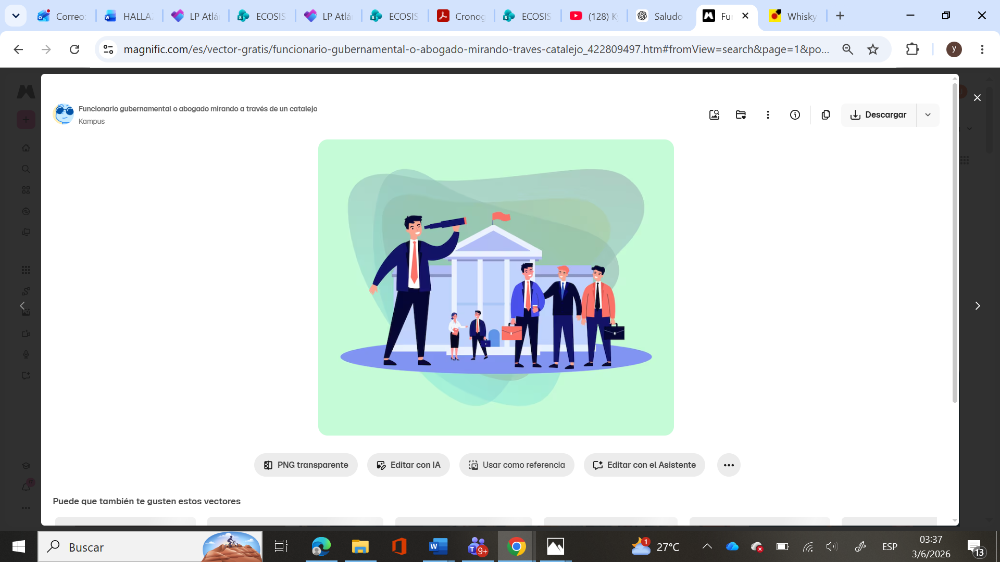 Correo:
HALLAZ
LP Atlá
ECOSIS
LP Atlá
ECOSIS
Cronog
ECOSIS
(128) K
Saludo
Fu
Whisky
magnific.com/es/vector-gratis/funcionario-gubernamental-o-abogado-mirando-traves-catalejo_422809497.htm#fromView=search&page=1&po...
y
Funcionario gubernamental o abogado mirando a través de un catalejo
Kampus
Descargar
PNG transparente
Editar con IA
Usar como referencia
Editar con el Asistente
Puede que también te gusten estos vectores
Buscar
9+
1
27°C
ESP
03:37
3/6/2026
13